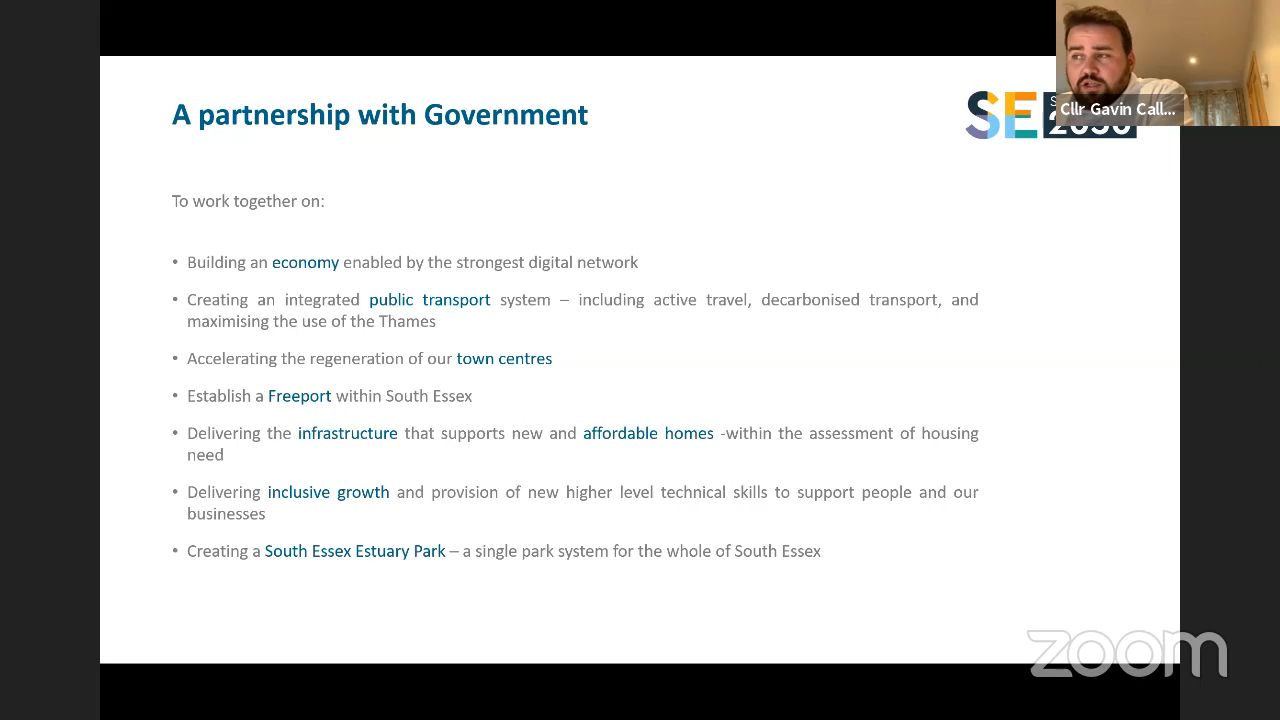 A partnership with Government
SE
Cllr Gavin Call...
To work together on:
• Building an economy enabled by the strongest digital network
• Creating an integrated public transport system – including active travel, decarbonised transport, and
maximising the use of the Thames
• Accelerating the regeneration of our town centres
• Establish a Freeport within South Essex
• Delivering the infrastructure that supports new and affordable homes -within the assessment of housing
need
• Delivering inclusive growth and provision of new higher level technical skills to support people and our
businesses
• Creating a South Essex Estuary Park – a single park system for the whole of South Essex
zoom